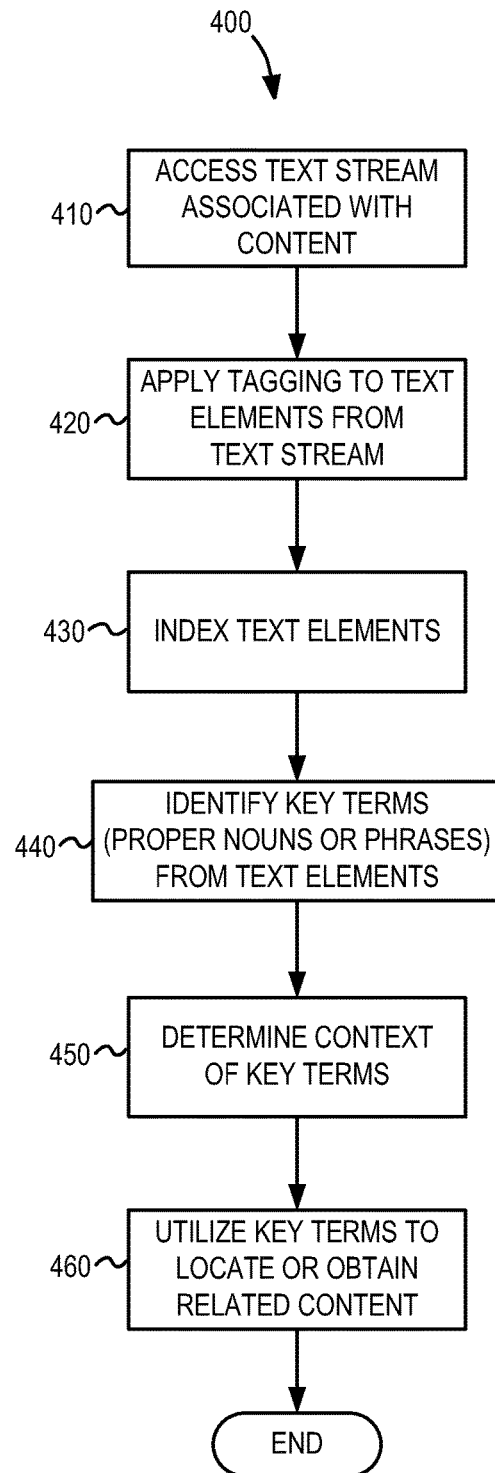 400
410
ACCESS TEXT STREAM
ASSOCIATED WITH
CONTENT
420
APPLY TAGGING TO TEXT
ELEMENTS FROM
TEXT STREAM
430
INDEX TEXT ELEMENTS
440
IDENTIFY KEY TERMS
(PROPER NOUNS OR PHRASES)
FROM TEXT ELEMENTS
450
DETERMINE CONTEXT
OF KEY TERMS
460
UTILIZE KEY TERMS TO
LOCATE OR OBTAIN
RELATED CONTENT
END